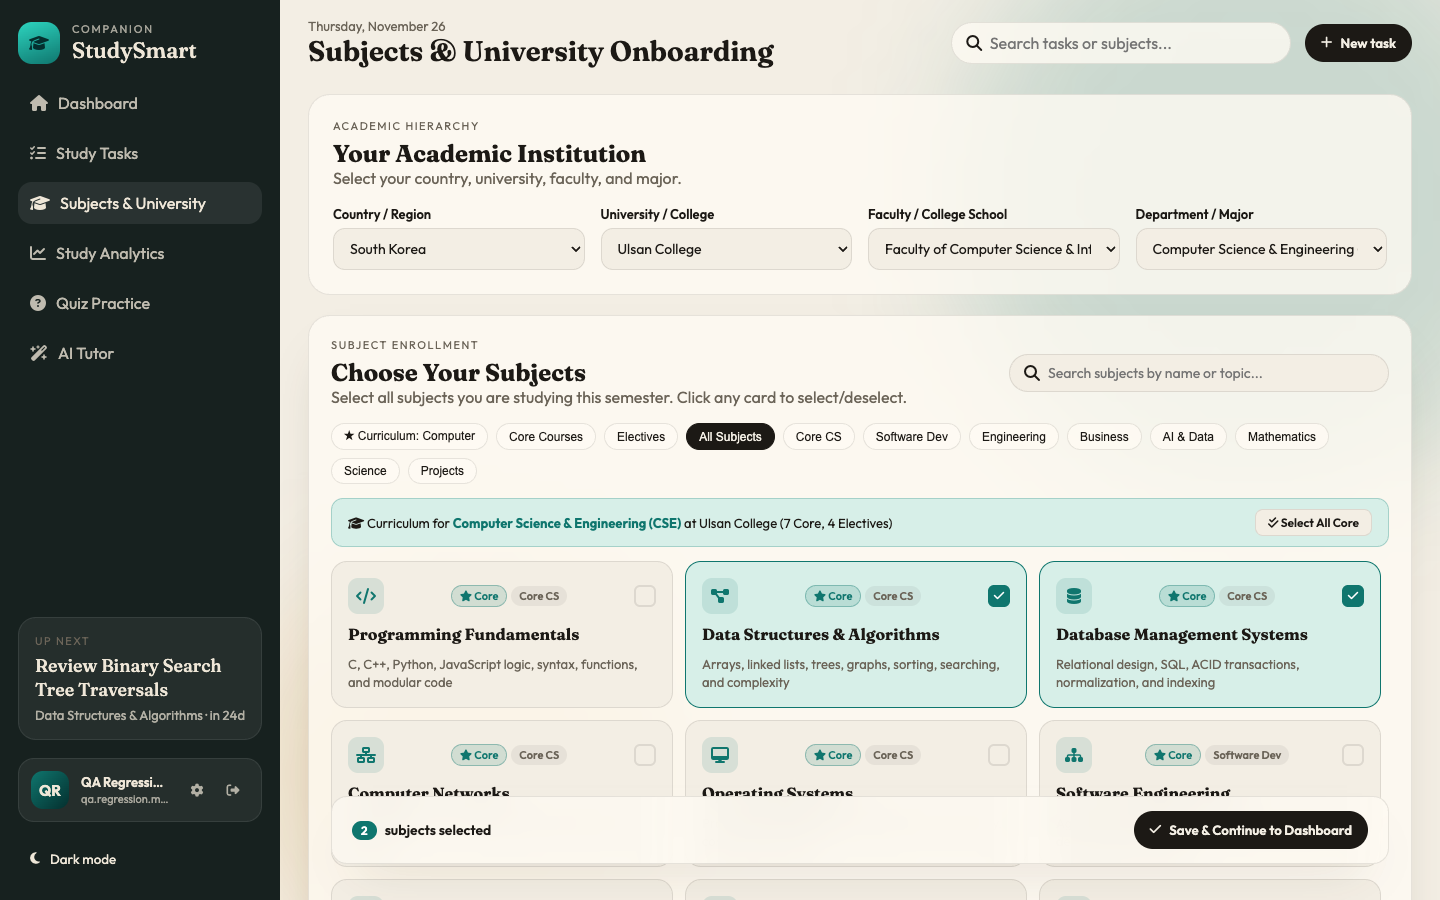 COMPANION
StudySmart
Dashboard
Study Tasks
Subjects & University
Study Analytics
Quiz Practice
AI Tutor
UP NEXT
Review Binary Search
Tree Traversals
Data Structures & Algorithms · in 24d
QR
QA Regressi...
qa.regression.m...
Dark mode
Thursday, November 26
Subjects & University Onboarding
Search tasks or subjects...
New task
ACADEMIC HIERARCHY
Your Academic Institution
Select your country, university, faculty, and major.
Country / Region
University / College
Faculty / College School
Department / Major
South Korea
Ulsan College
Faculty of Computer Science & Inf
Computer Science & Engineering
SUBJECT ENROLLMENT
Choose Your Subjects
Select all subjects you are studying this semester. Click any card to select/deselect.
Search subjects by name or topic...
★ Curriculum: Computer
Core Courses
Electives
All Subjects
Core CS
Software Dev
Engineering
Business
AI & Data
Mathematics
Science
Projects
Curriculum for Computer Science & Engineering (CSE) at Ulsan College (7 Core, 4 Electives)
Select All Core
Core
Core CS
Programming Fundamentals
C, C++, Python, JavaScript logic, syntax, functions,
and modular code
Core
Core CS
Data Structures & Algorithms
Arrays, linked lists, trees, graphs, sorting, searching,
and complexity
Core
Core CS
Database Management Systems
Relational design, SQL, ACID transactions,
normalization, and indexing
Core
Core CS
Computer Networks
Core
Core CS
Operating Systems
Core
Software Dev
Software Engineering
2 subjects selected
Save & Continue to Dashboard